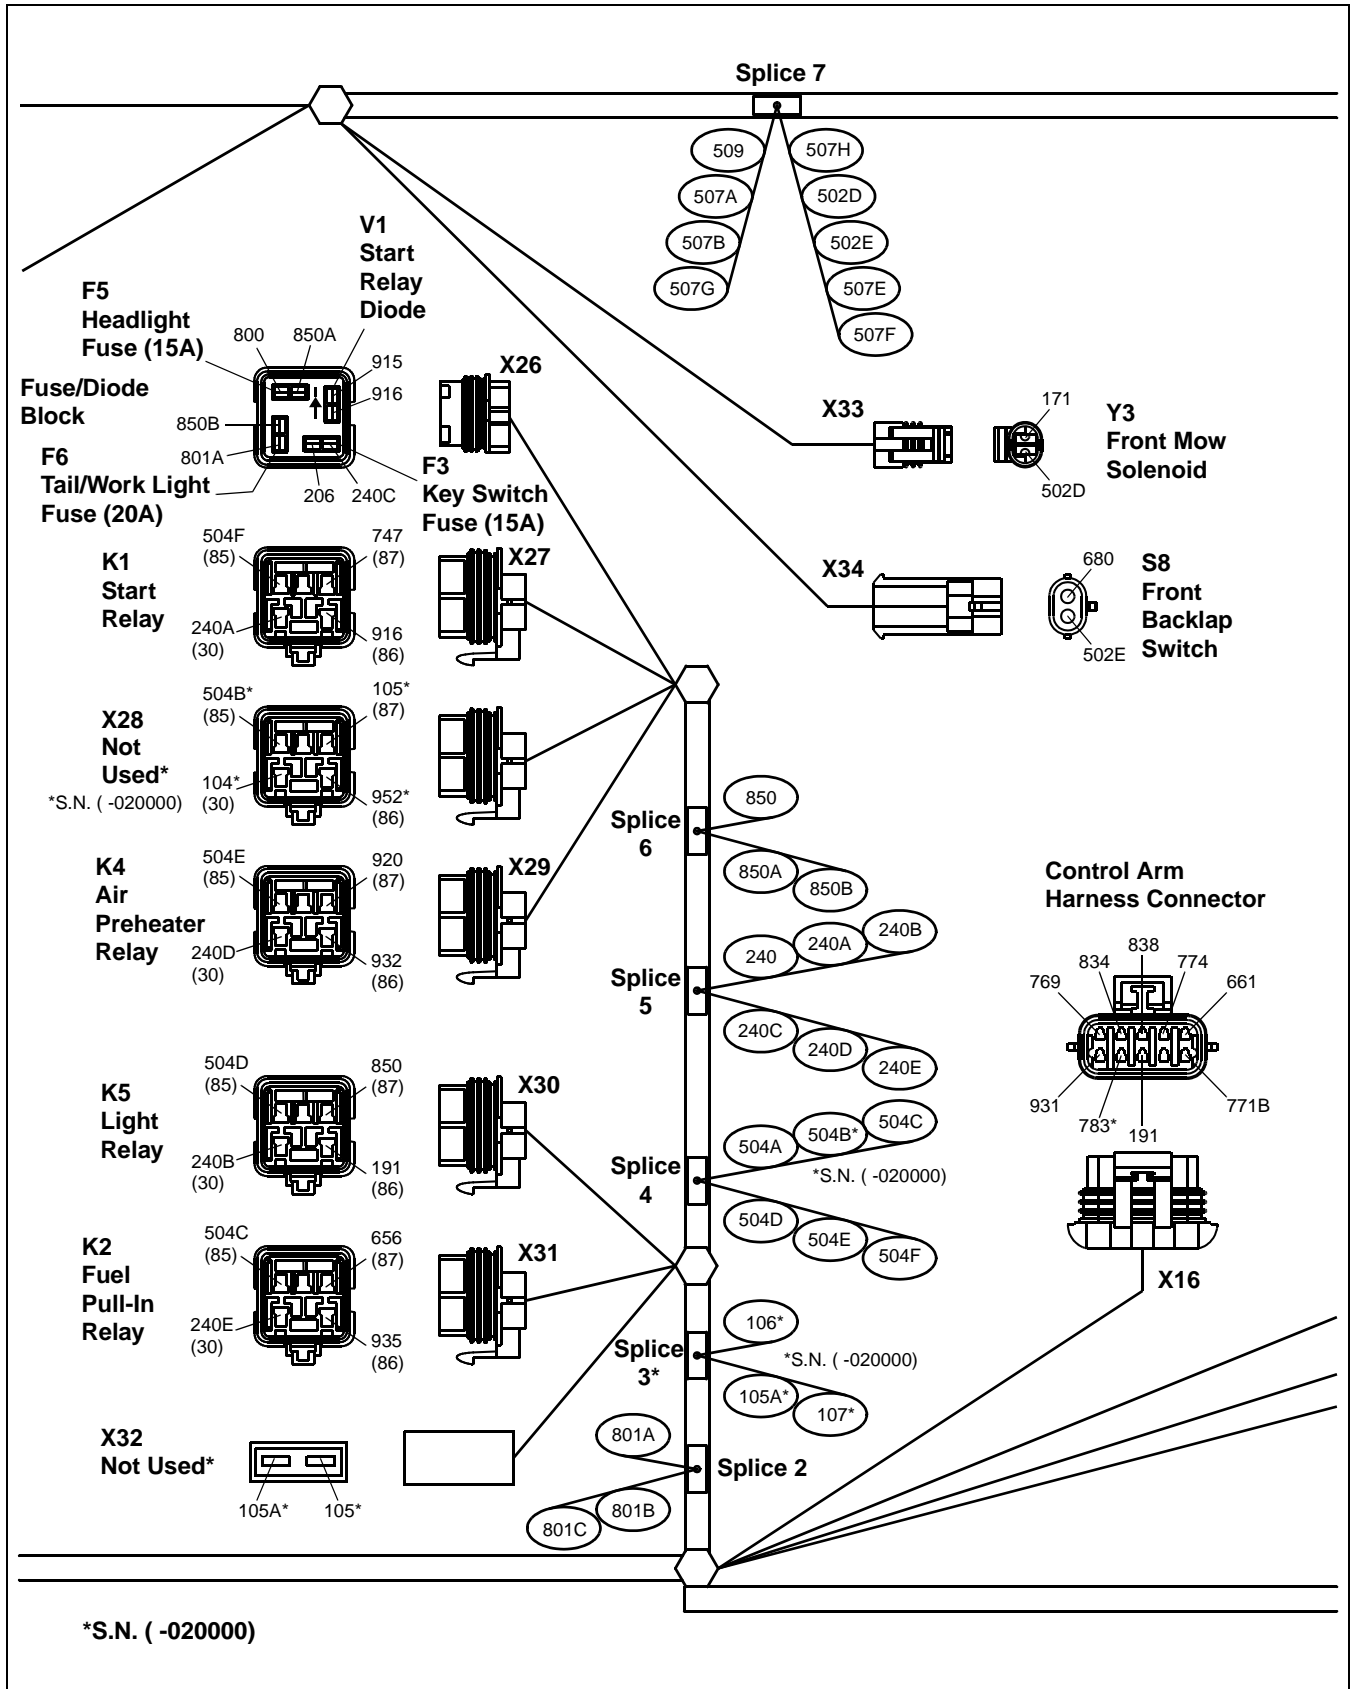 Splice 7
509
507H
507A
502D
507B
502E
507G
507E
507F
V1
Start
Relay
Diode
F5
Headlight
Fuse (15A)
800
850A
915
916
Fuse/Diode
Block
850B
801A
F6
Tail/Work Light
Fuse (20A)
206
240C
F3
Key Switch
Fuse (15A)
X26
X33
171
502D
Y3
Front Mow
Solenoid
X34
680
502E
S8
Front
Backlap
Switch
K1
Start
Relay
504F
(85)
747
(87)
240A
(30)
916
(86)
X27
X28
Not
Used*
*S.N. ( -020000)
504B*
(85)
105*
(87)
104*
(30)
952*
(86)
K4
Air
Preheater
Relay
504E
(85)
920
(87)
240D
(30)
932
(86)
X29
Splice
6
850
850A
850B
Splice
5
240
240A
240B
240C
240D
240E
Control Arm
Harness Connector
838
834
774
769
661
931
771B
783*
191
X16
K5
Light
Relay
504D
(85)
850
(87)
240B
(30)
191
(86)
X30
Splice
4
504A
504B*
504C
*S.N. ( -020000)
504D
504E
504F
K2
Fuel
Pull-In
Relay
504C
(85)
656
(87)
240E
(30)
935
(86)
X31
Splice
3*
106*
*S.N. ( -020000)
105A*
107*
X32
Not Used*
105A*
105*
801A
Splice 2
801B
801C
*S.N. ( -020000)